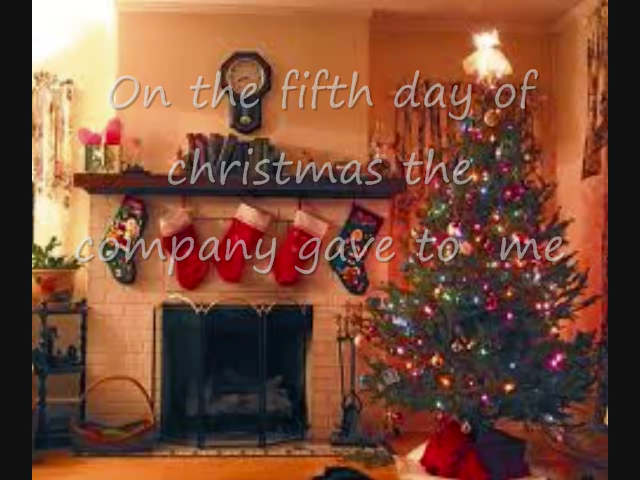 On the fifth day of
christmas the
company gave to me